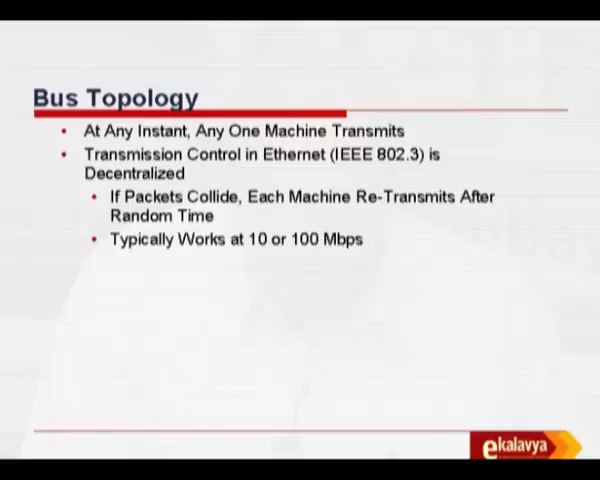 Bus Topology
• At Any Instant, Any One Machine Transmits
• Transmission Control in Ethernet (IEEE 802.3) is
Decentralized
• If Packets Collide, Each Machine Re-Transmits After
Random Time
• Typically Works at 10 or 100 Mbps
ekalavya